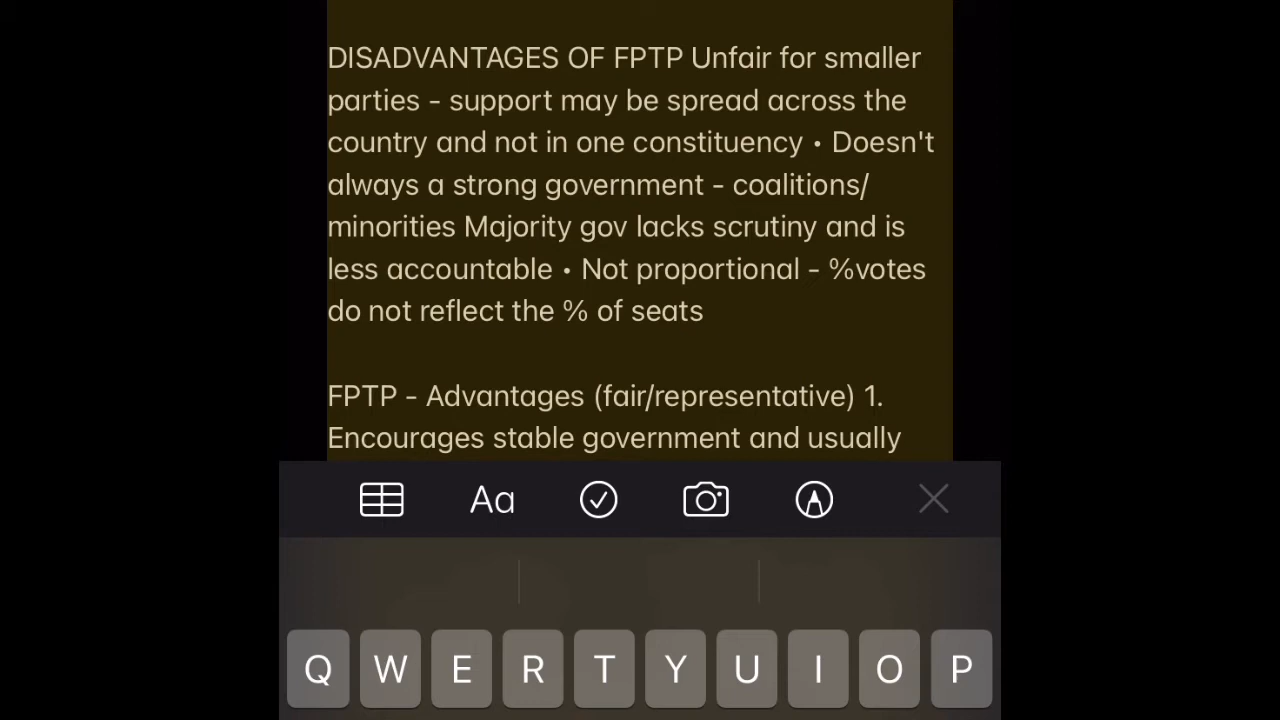 DISADVANTAGES OF FPTP Unfair for smaller
parties - support may be spread across the
country and not in one constituency • Doesn't
always a strong government - coalitions/
minorities Majority gov lacks scrutiny and is
less accountable • Not proportional - %votes
do not reflect the % of seats
FPTP - Advantages (fair/representative) 1.
Encourages stable government and usually
Aa
Q W E R T Y U I O P